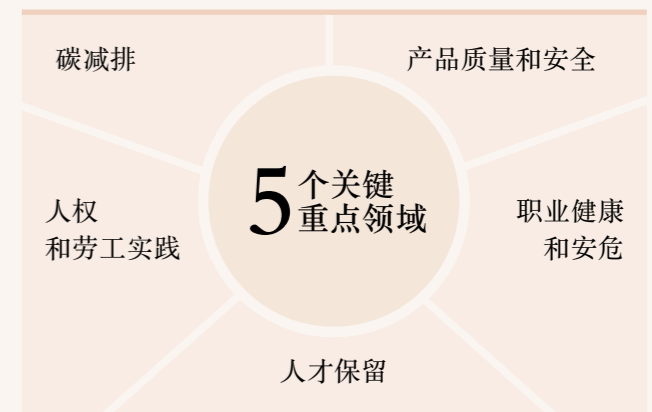 碳减排
产品质量和安全
5个关键
重点领域
人权
和劳工实践
职业健康
和安危
人才保留